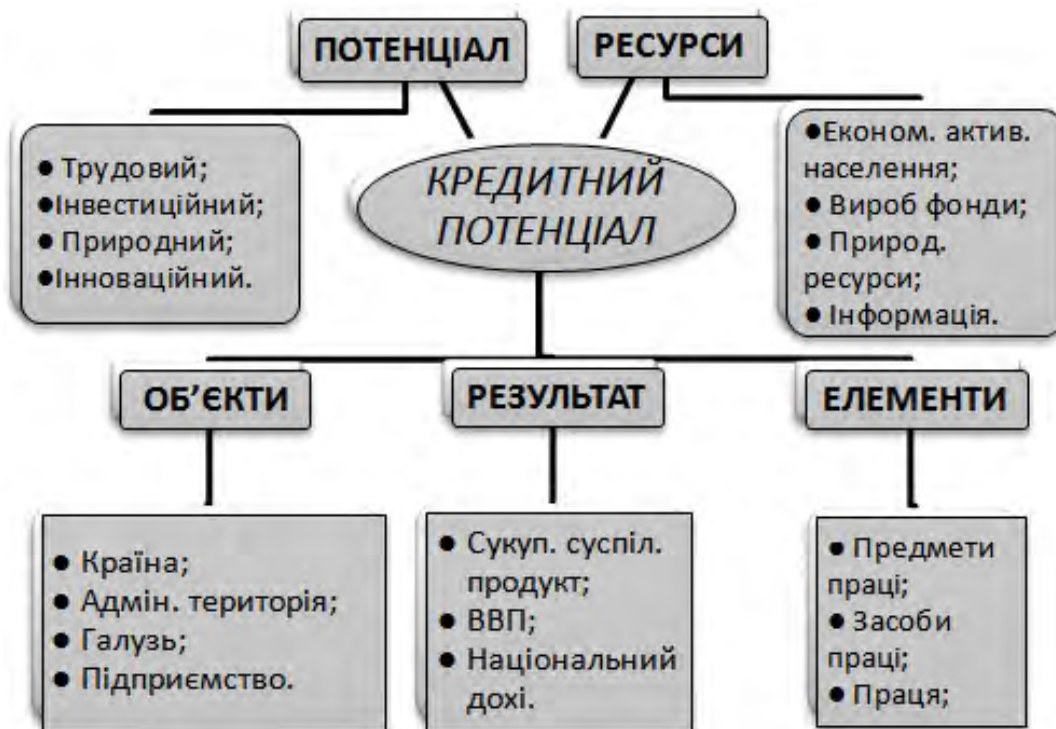 ПОТЕНЦІАЛ
РЕСУРСИ
● Трудовий;
●Інвестиційний;
● Природний;
●Інноваційний.
КРЕДИТНИЙ
ПОТЕНЦІАЛ
●Економ. актив.
населення;
● Вироб фонди;
● Природ.
ресурси;
● Інформація.
ОБ’ЄКТИ
РЕЗУЛЬТАТ
ЕЛЕМЕНТИ
● Країна;
● Адмін. територія;
● Галузь;
● Підприємство.
● Сукуп. суспіл.
продукт;
● ВВП;
● Національний
дохі.
● Предмети
праці;
● Засоби
праці;
● Праця;